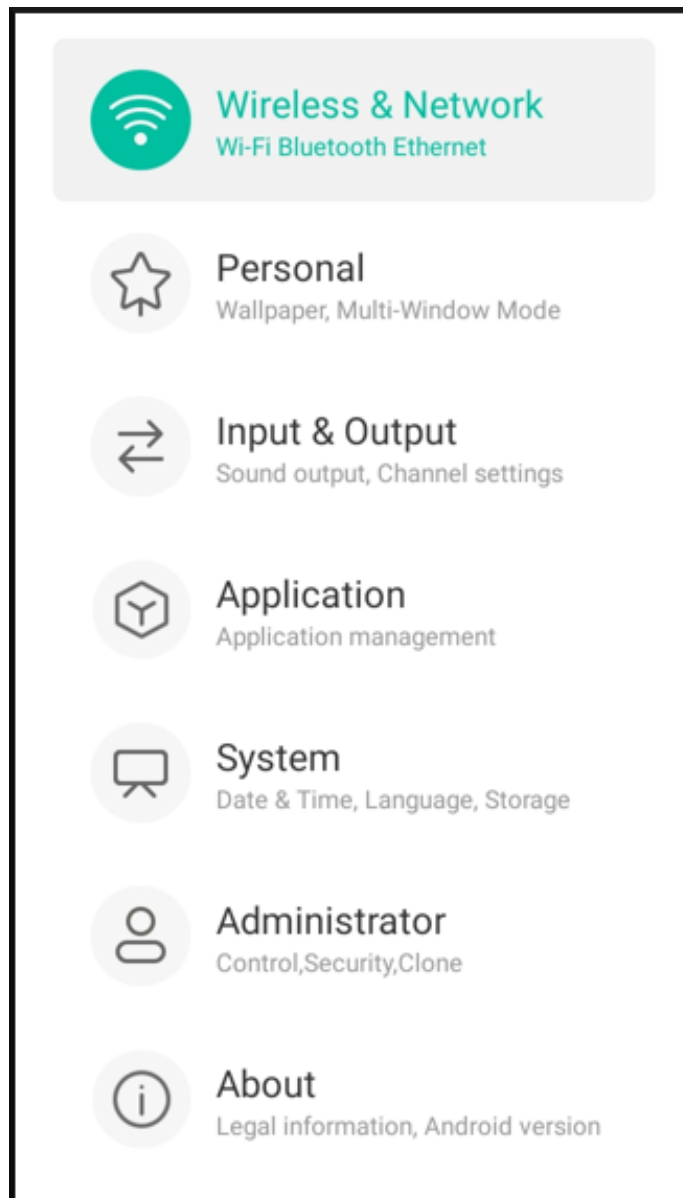 Wireless & Network
Wi-Fi Bluetooth Ethernet
Personal
Wallpaper, Multi-Window Mode
Input & Output
Sound output, Channel settings
Application
Application management
System
Date & Time, Language, Storage
Administrator
Control,Security,Clone
About
Legal information, Android version